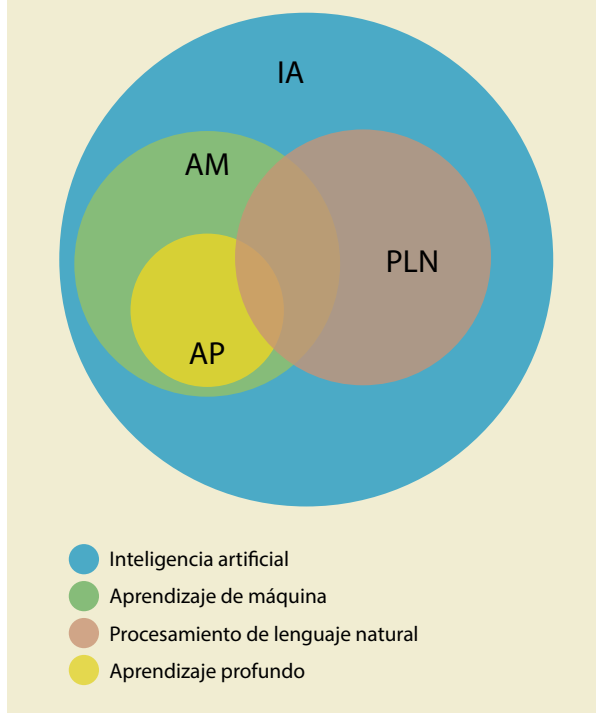 IA
AM
PLN
AP
Inteligencia artificial
Aprendizaje de máquina
Procesamiento de lenguaje natural
Aprendizaje profundo